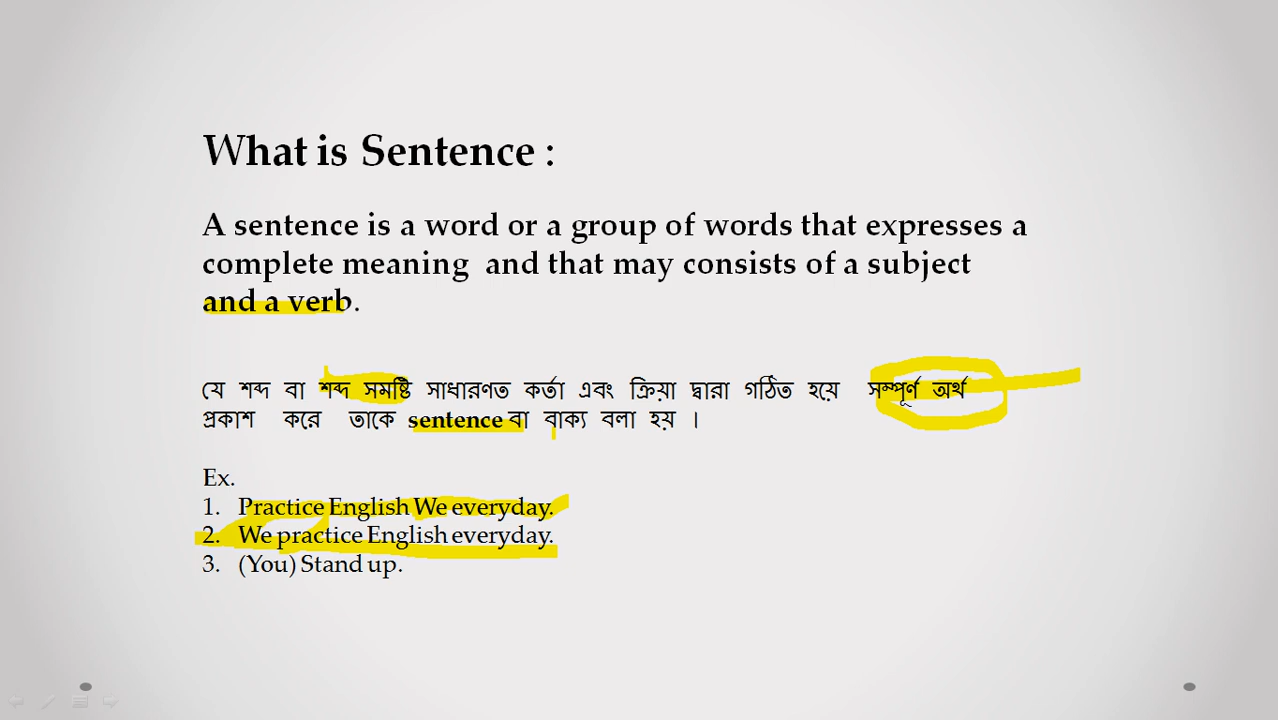 What is Sentence :
A sentence is a word or a group of words that expresses a
complete meaning and that may consists of a subject
and a verb.
যে শব্দ বা শব্দ সমষ্টি সাধারণত কর্তা এবং ক্রিয়া দ্বারা গঠিত হয়ে সম্পূর্ণ অর্থ
প্রকাশ করে তাকে sentence বা বাক্য বলা হয় ।
Ex.
1. Practice English We everyday.
2. We practice English everyday.
3. (You) Stand up.